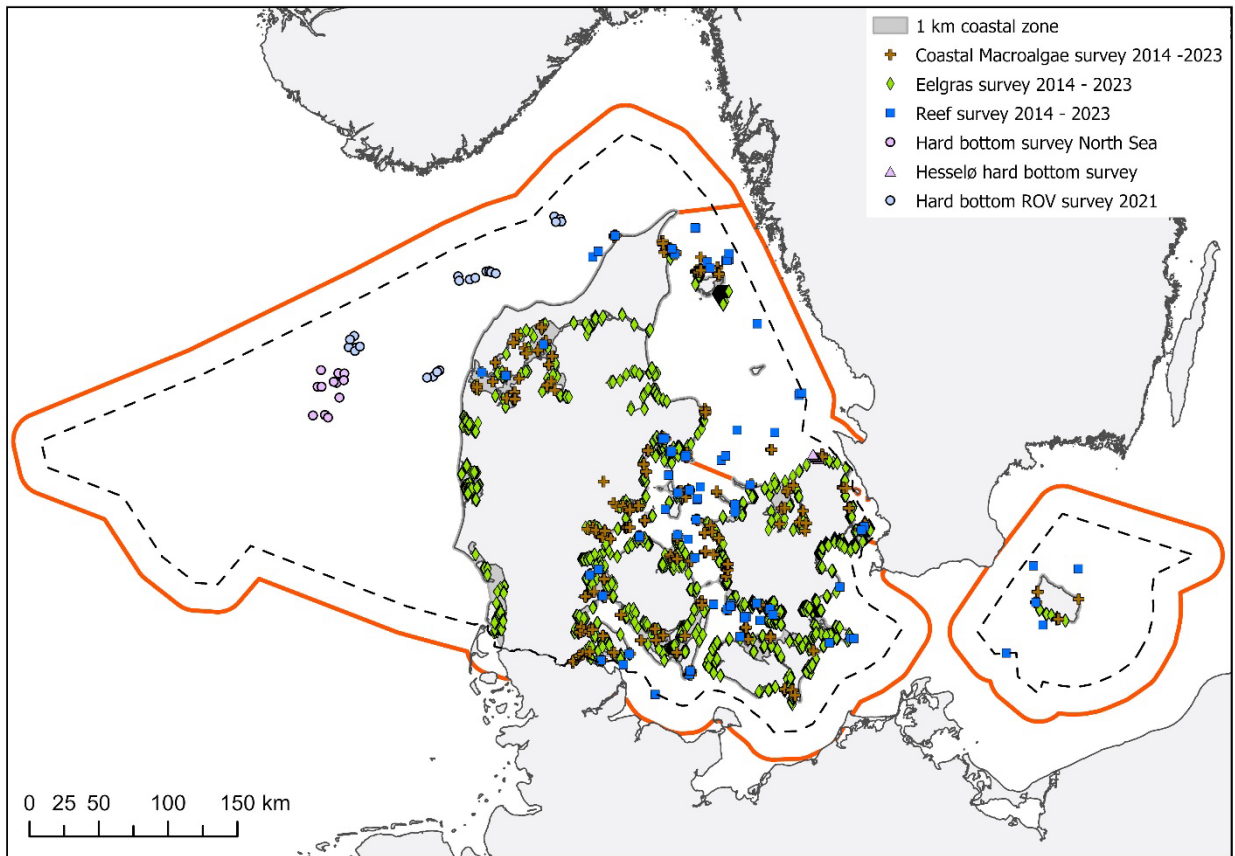 1 km coastal zone
Coastal Macroalgae survey 2014 -2023
Eelgras survey 2014 - 2023
Reef survey 2014 - 2023
Hard bottom survey North Sea
Hesselø hard bottom survey
Hard bottom ROV survey 2021
0 25 50 100 150 km